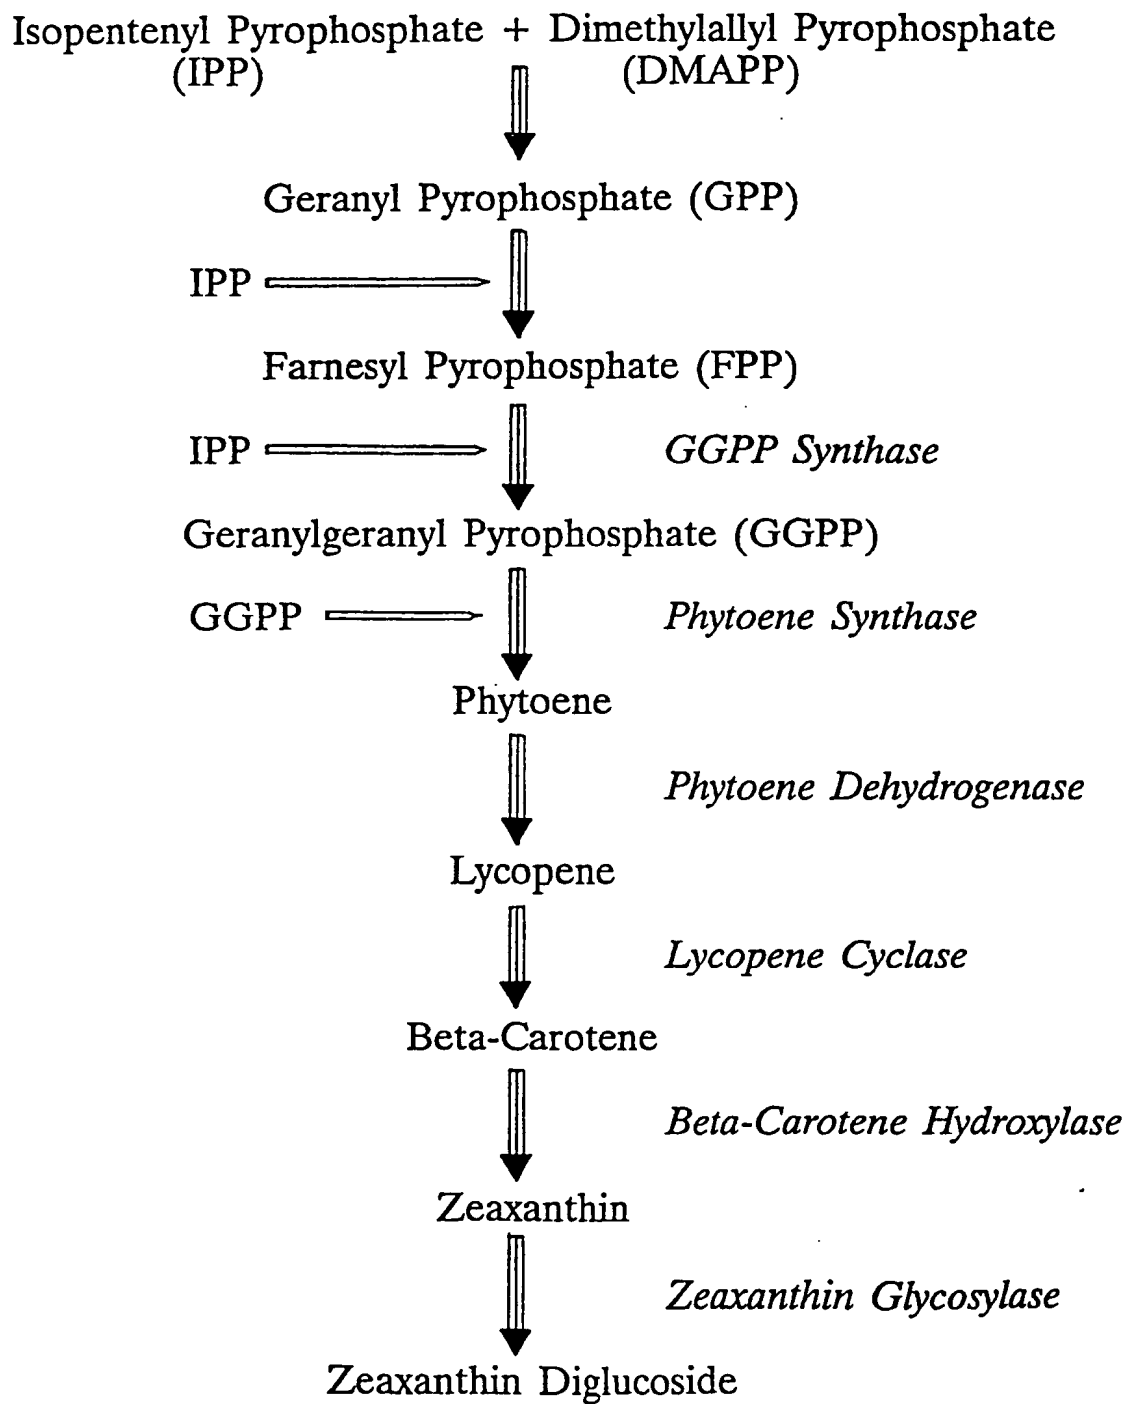 Isopentenyl Pyrophosphate + Dimethylallyl Pyrophosphate
(IPP) (DMAPP)
Geranyl Pyrophosphate (GPP)
IPP
Farnesyl Pyrophosphate (FPP)
IPP GGPP Synthase
Geranylgeranyl Pyrophosphate (GGPP)
GGPP Phytoene Synthase
Phytoene
Phytoene Dehydrogenase
Lycopene
Lycopene Cyclase
Beta-Carotene
Beta-Carotene Hydroxylase
Zeaxanthin
Zeaxanthin Glycosylase
Zeaxanthin Diglucoside